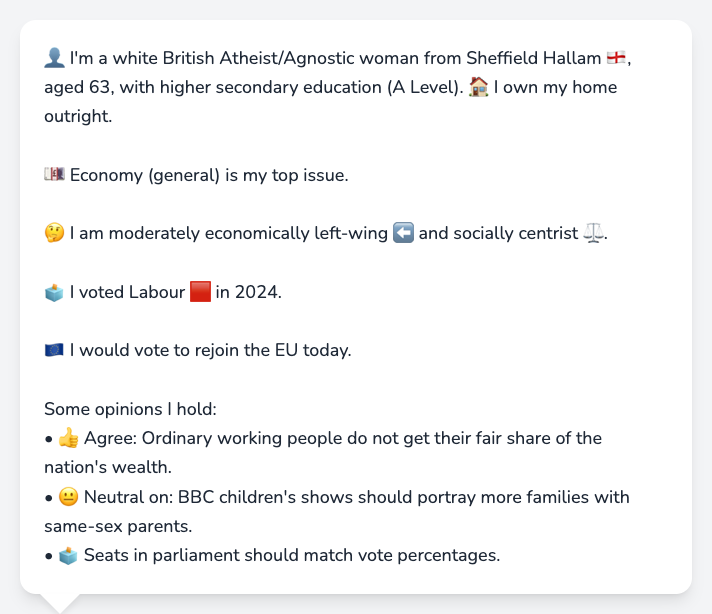 👤 I'm a white British Atheist/Agnostic woman from Sheffield Hallam 🏴󠁧󠁢󠁥󠁮󠁧󠁿,
aged 63, with higher secondary education (A Level). 🏠 I own my home
outright.
💷 Economy (general) is my top issue.
🤔 I am moderately economically left-wing ⬅️ and socially centrist ⚖️.
🗳️ I voted Labour 🟥 in 2024.
🇪🇺 I would vote to rejoin the EU today.
Some opinions I hold:
• 👍 Agree: Ordinary working people do not get their fair share of the
nation's wealth.
• 😐 Neutral on: BBC children's shows should portray more families with
same-sex parents.
• 🗳️ Seats in parliament should match vote percentages.